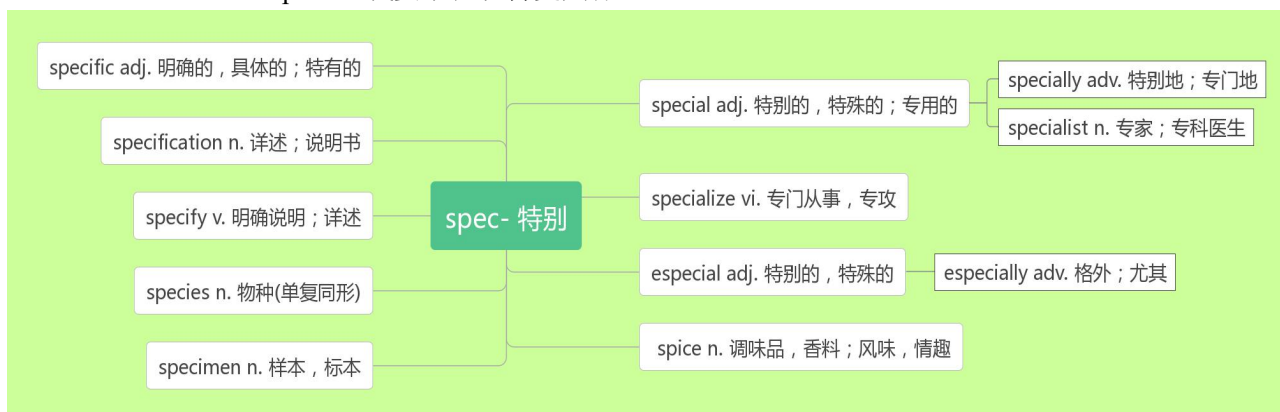 specific adj. 明确的，具体的；特有的
specification n. 详述；说明书
specify v. 明确说明；详述
species n. 物种(单复同形)
specimen n. 样本，标本
spec- 特别
special adj. 特别的，特殊的；专用的
specially adv. 特别地；专门地
specialist n. 专家；专科医生
specialize vi. 专门从事，专攻
especial adj. 特别的，特殊的
especially adv. 格外；尤其
spice n. 调味品，香料；风味，情趣